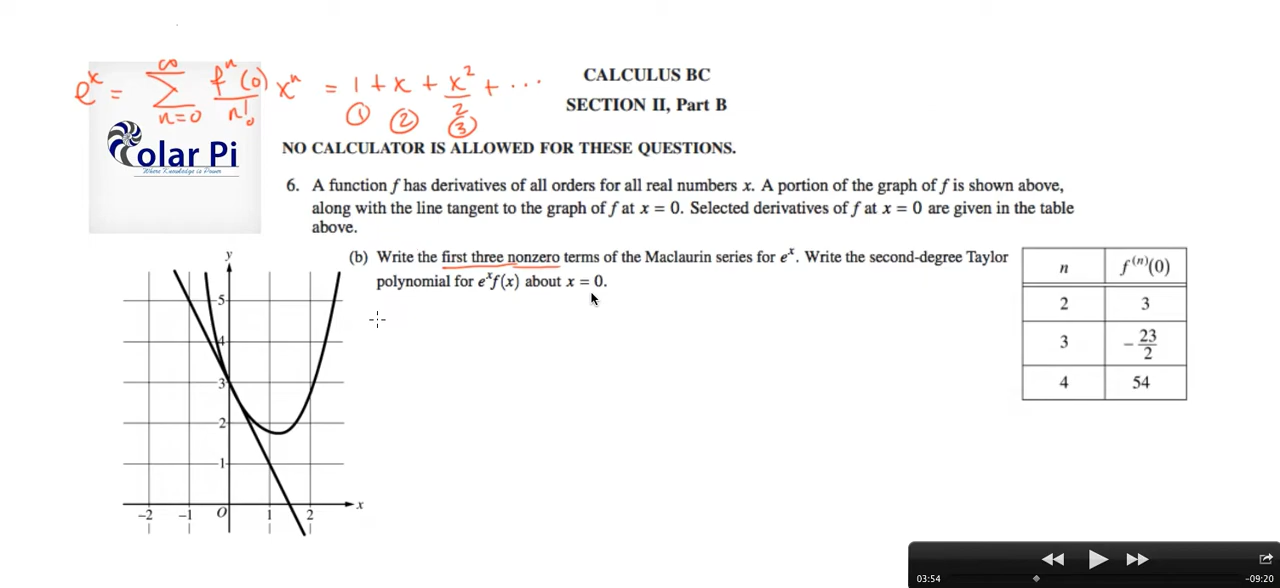 e^x = ∞ Σ n=0 f^n(0)/n! x^n = 1 + x + x^2/2 + ...
① ② ③
CALCULUS BC
SECTION II, Part B
olar Pi
Where Knowledge is Power
NO CALCULATOR IS ALLOWED FOR THESE QUESTIONS.
6. A function f has derivatives of all orders for all real numbers x. A portion of the graph of f is shown above,
along with the line tangent to the graph of f at x = 0. Selected derivatives of f at x = 0 are given in the table
above.
(b) Write the first three nonzero terms of the Maclaurin series for e^x. Write the second-degree Taylor
polynomial for e^x f(x) about x = 0.
y
5
4
3
2
1
-2 -1 O 1 2 x
n f^(n)(0)
2 3
3 -23/2
4 54
03:54 -09:20